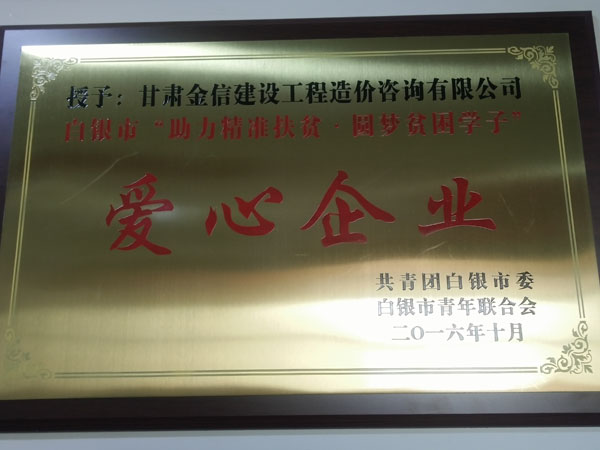 授予：甘肃金信建设工程造价咨询有限公司
白银市“助力精准扶贫·圆梦贫困学子”
爱心企业
共青团白银市委
白银市青年联合会
二〇一六年十月